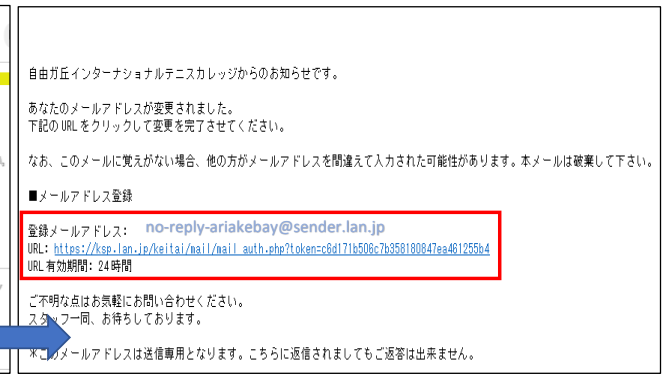 自由ガ丘インターナショナルテニスカレッジからのお知らせです。
あなたのメールアドレスが変更されました。
下記のURLをクリックして変更を完了させてください。
なお、このメールに覚えがない場合、他の方がメールアドレスを間違えて入力された可能性があります。本メールは破棄して下さい。
■メールアドレス登録
登録メールアドレス: no-reply-ariakebay@sender.lan.jp
URL: https://ksp.lan.jp/keitai/mail/mail_auth.php?token=c6d171b506c7b358180847ea461255b4
URL有効期間: 24時間
ご不明な点はお気軽にお問い合わせください。
スタッフ一同、お待ちしております。
※このメールアドレスは送信専用となります。こちらに返信されましてもご返答は出来ません。